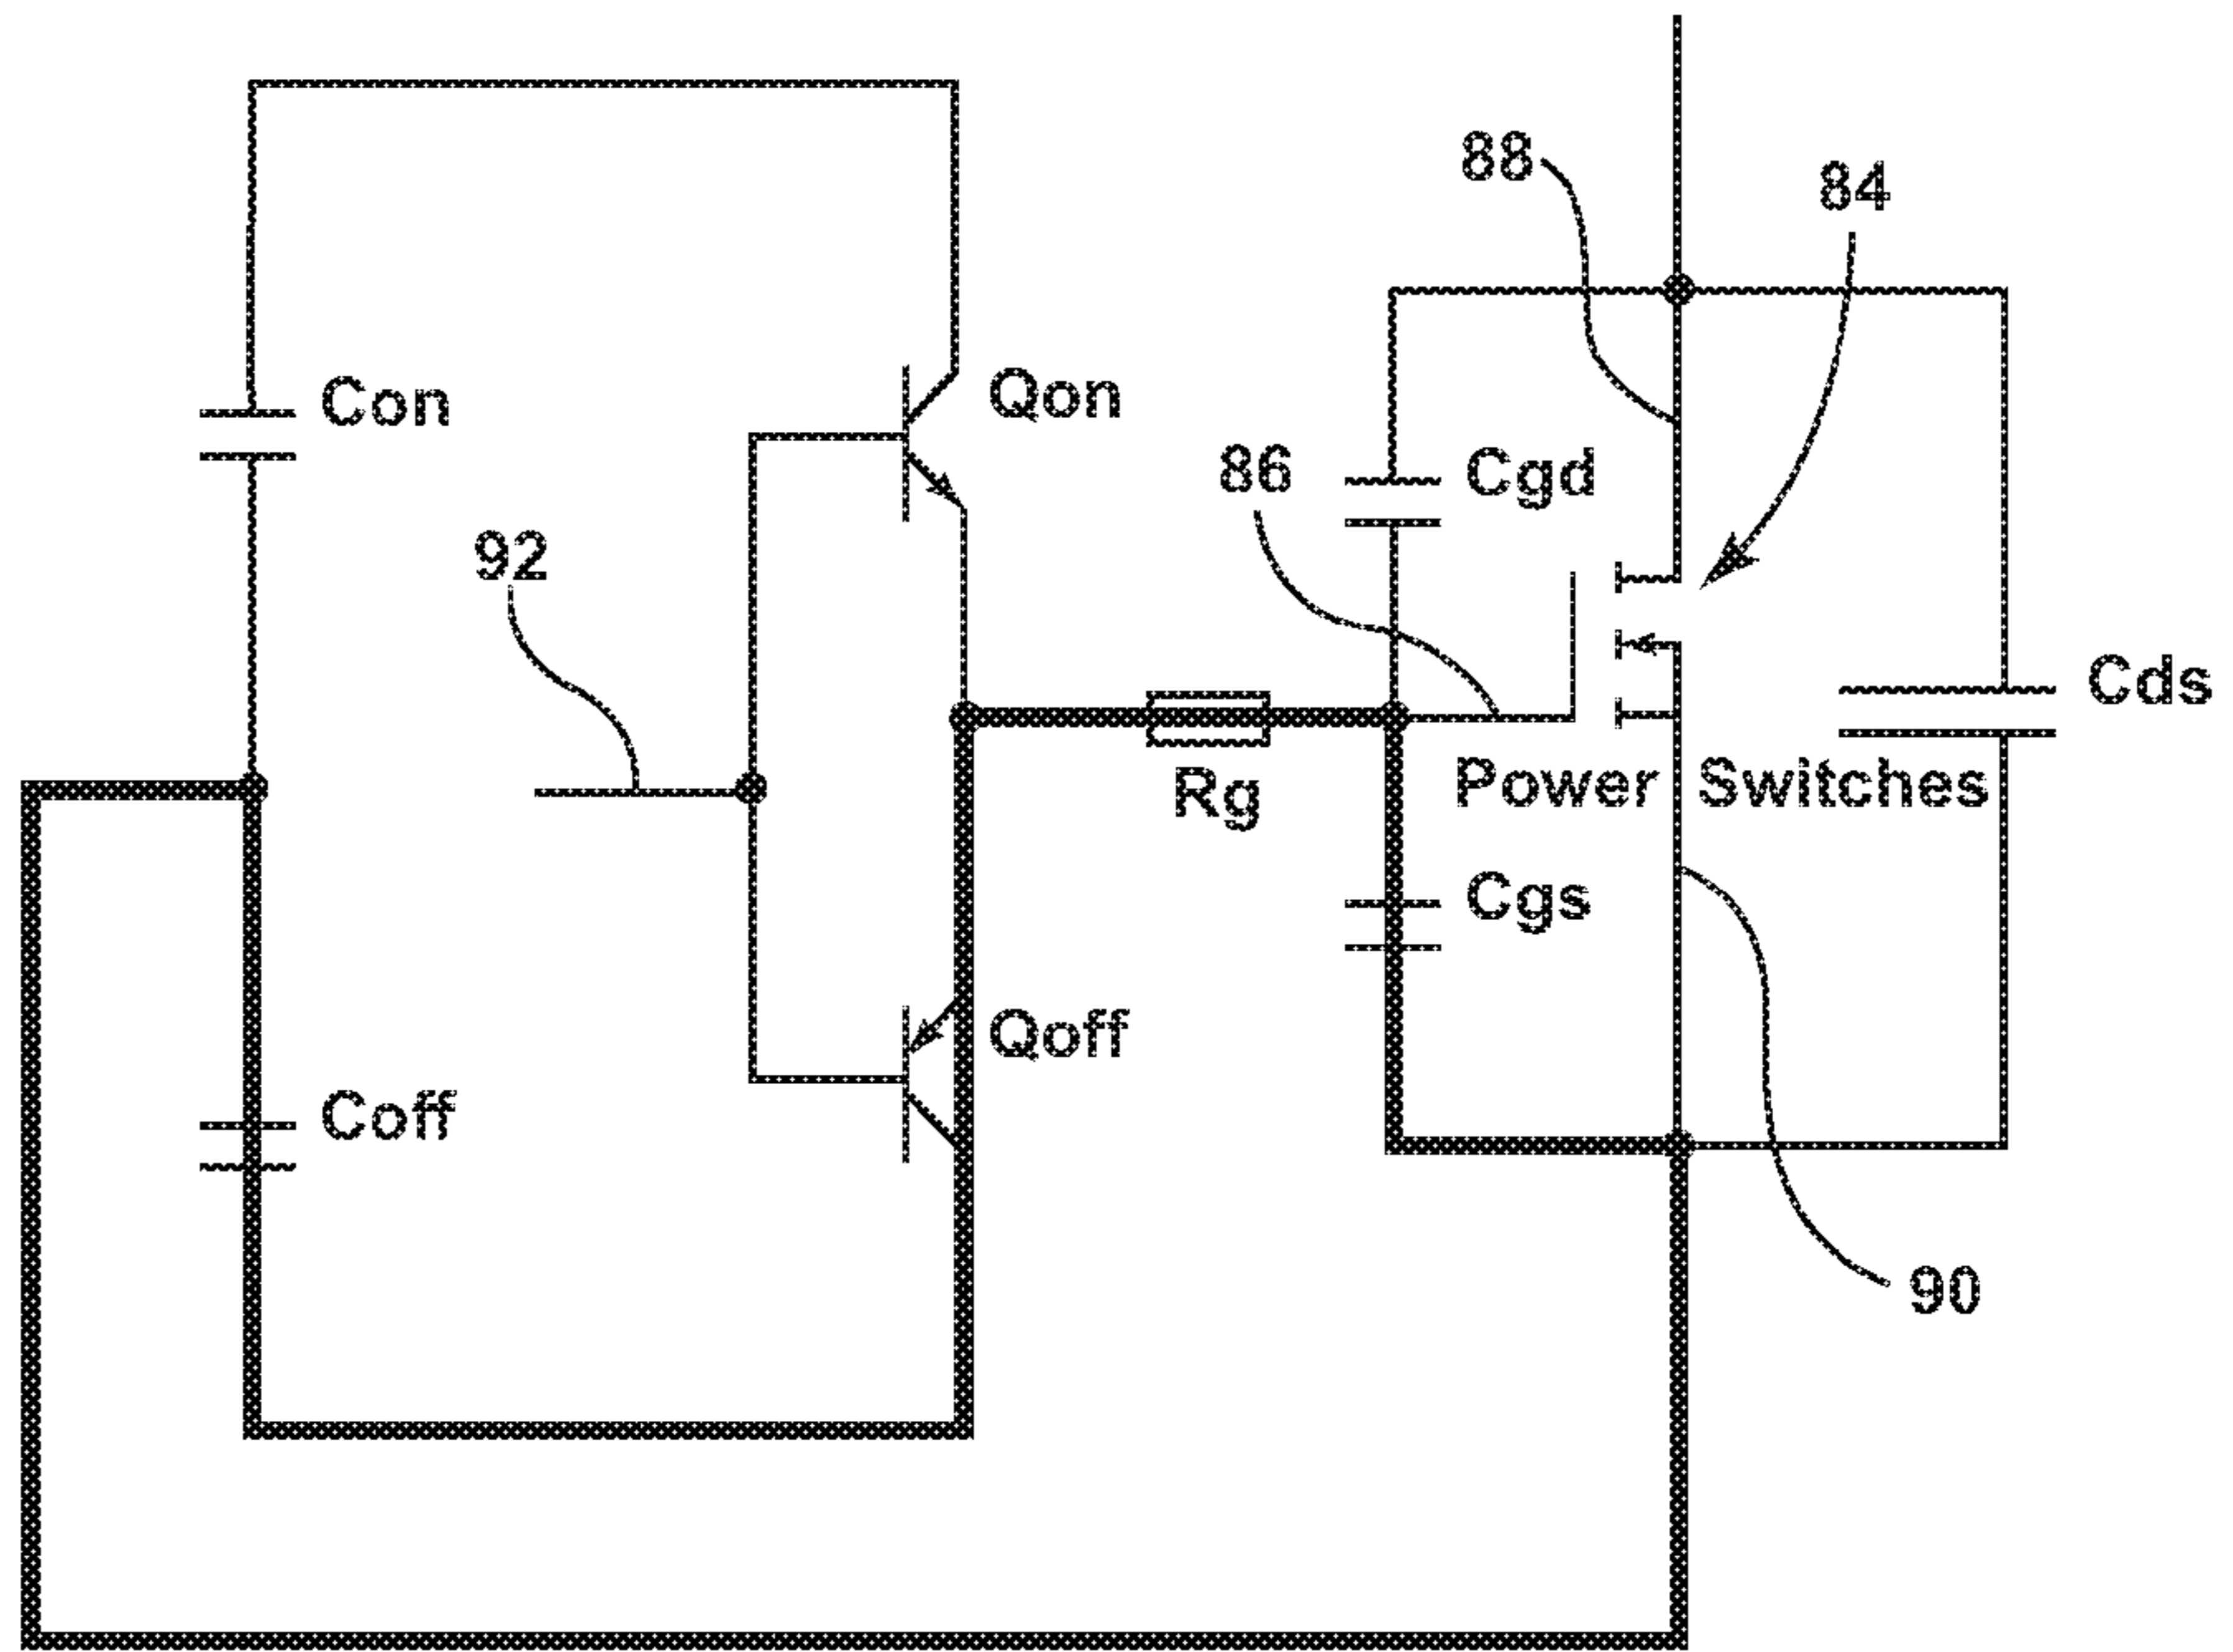 88
84
Con
Qon
86
Cgd
92
Cds
Rg
Power Switches
Cgs
Qoff
Coff
90